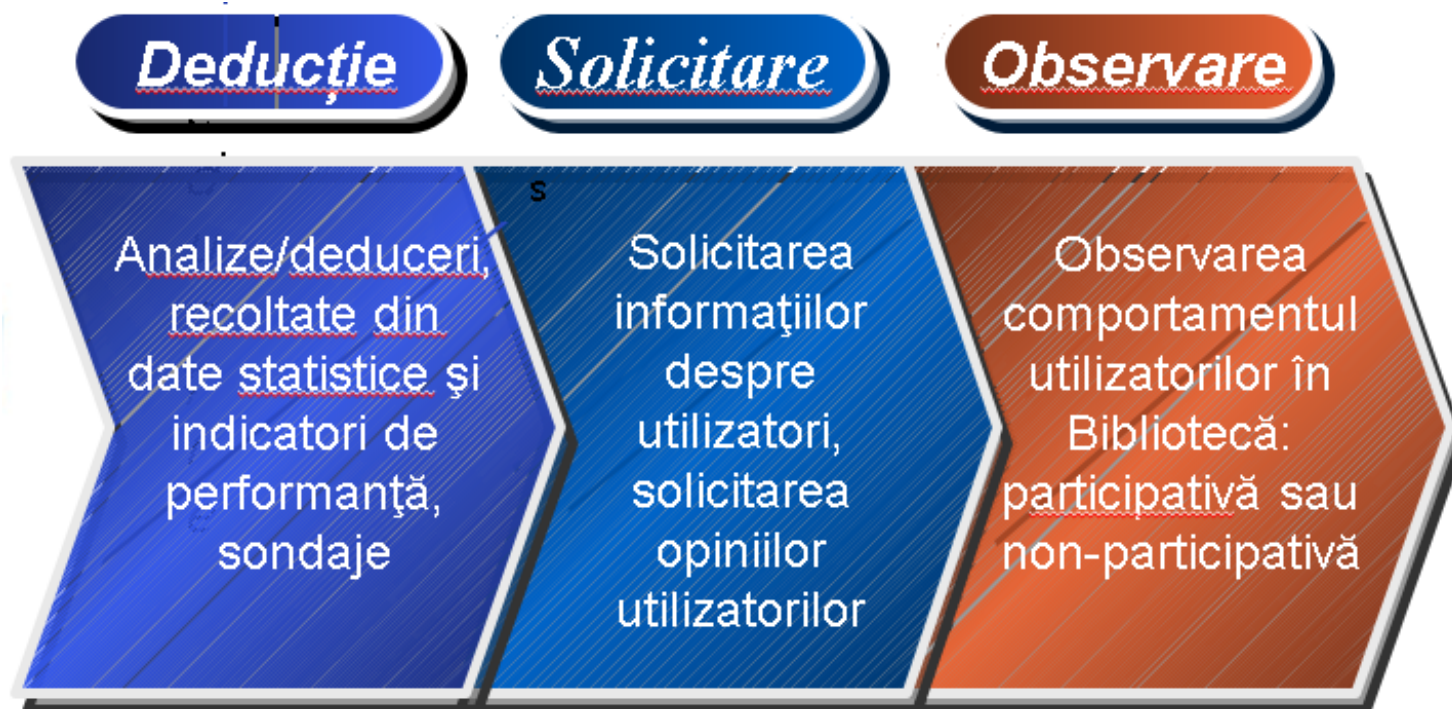 Deducție
Solicitare
Observare
s
Analize/deduceri,
recoltate din
date statistice şi
indicatori de
performanţă,
sondaje
Solicitarea
informaţiilor
despre
utilizatori,
solicitarea
opiniilor
utilizatorilor
Observarea
comportamentul
utilizatorilor în
Bibliotecă:
participativă sau
non-participativă